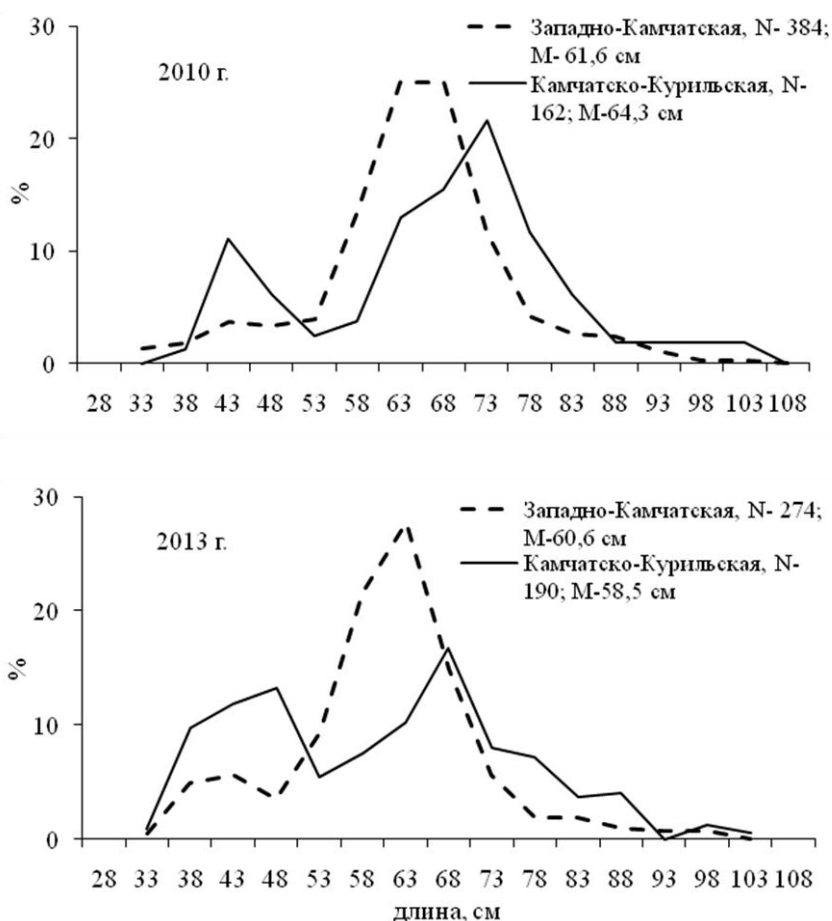 30
20
10
0
%
2010 г.
Западно-Камчатская, N- 384;
М- 61,6 см
Камчатско-Курильская, N-
162; М-64,3 см
28 33 38 43 48 53 58 63 68 73 78 83 88 93 98 103 108
30
20
10
0
%
2013 г.
Западно-Камчатская, N- 274;
М-60,6 см
Камчатско-Курильская, N-
190; М-58,5 см
28 33 38 43 48 53 58 63 68 73 78 83 88 93 98 103 108
длина, см